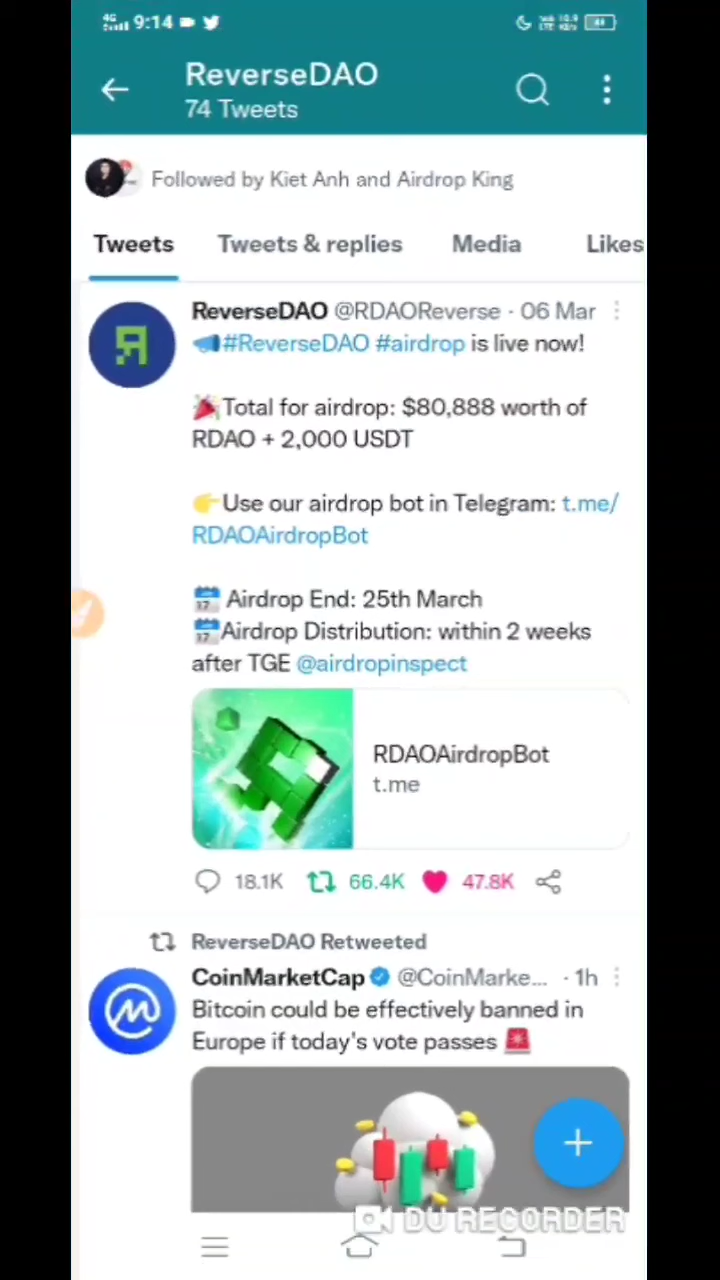 4G 9:14
ReverseDAO
74 Tweets
Followed by Kiet Anh and Airdrop King
Tweets Tweets & replies Media Likes
ReverseDAO @RDAOReverse · 06 Mar
📣#ReverseDAO #airdrop is live now!
🎉Total for airdrop: $80,888 worth of
RDAO + 2,000 USDT
👉Use our airdrop bot in Telegram: t.me/
RDAOAirdropBot
📅 Airdrop End: 25th March
📅Airdrop Distribution: within 2 weeks
after TGE @airdropinspect
RDAOAirdropBot
t.me
18.1K 66.4K 47.8K
ReverseDAO Retweeted
CoinMarketCap @CoinMarke... · 1h
Bitcoin could be effectively banned in
Europe if today's vote passes 🚨
DU RECORDER